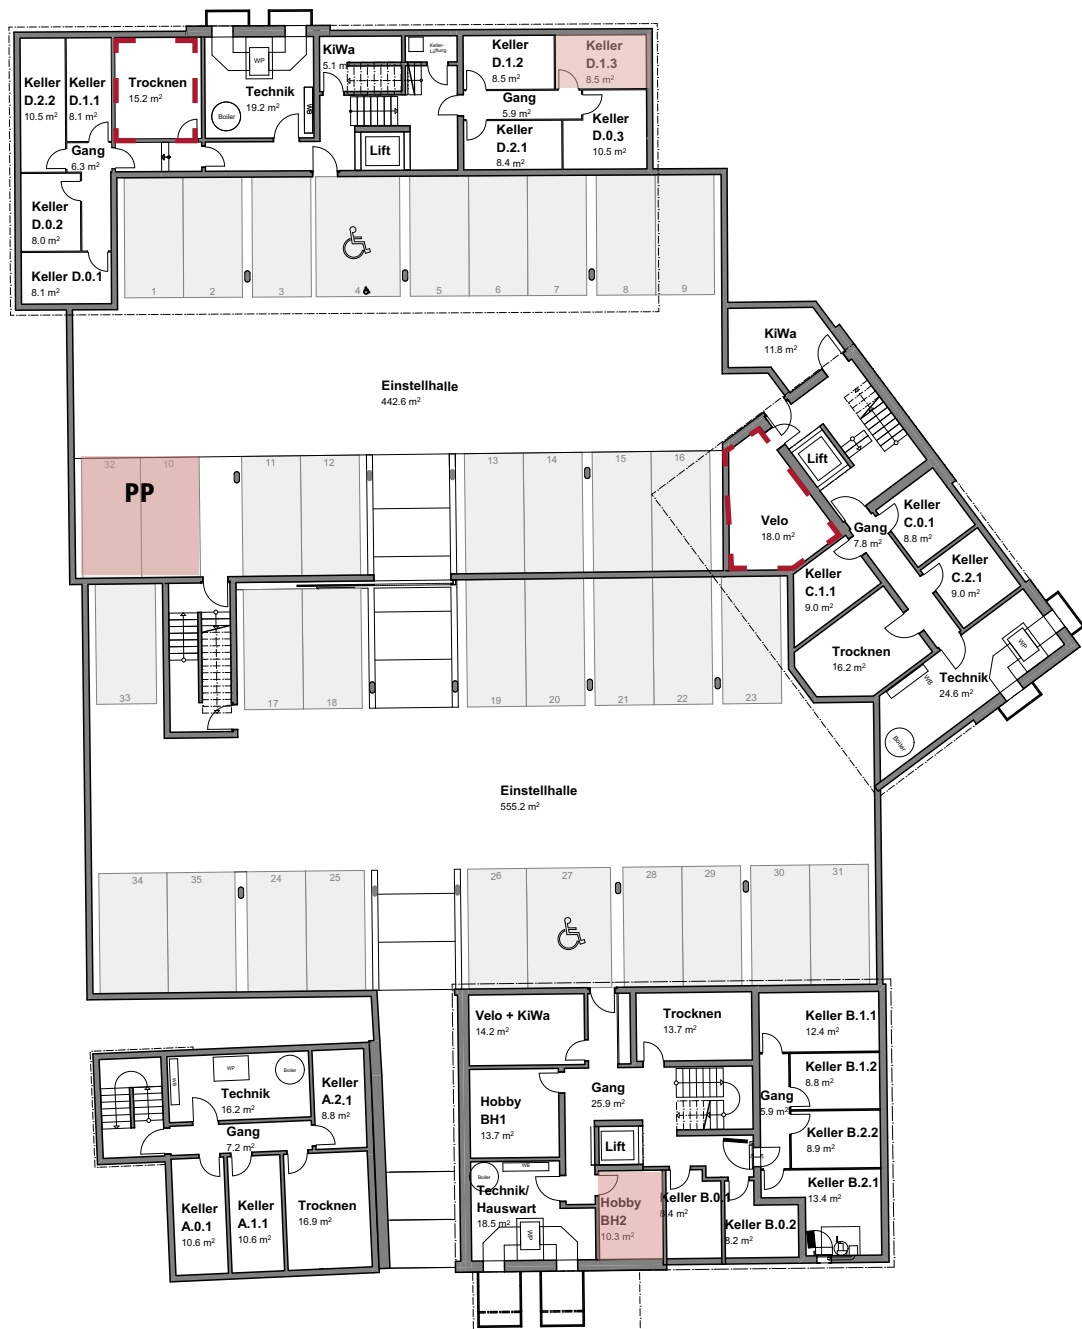 Keller
D.2.2
10.5 m²
Keller
D.1.1
8.1 m²
Trocknen
15.2 m²
WP
Technik
19.2 m²
Boiler
WB
KiWa
5.1 m
Keller-
Lüftung
Lift
Keller
D.1.2
8.5 m²
Keller
D.1.3
8.5 m²
Gang
5.9 m²
Keller
D.2.1
8.4 m²
Keller
D.0.3
10.5 m²
Gang
6.3 m²
Keller
D.0.2
8.0 m²
Keller D.0.1
8.1 m²
1
2
3
4
5
6
7
8
9
KiWa
11.8 m²
Einstellhalle
442.6 m²
32
10
PP
11
12
13
14
15
16
Lift
Velo
18.0 m²
Gang
7.8 m²
Keller
C.0.1
8.8 m²
Keller
C.1.1
9.0 m²
Keller
C.2.1
9.0 m²
Trocknen
16.2 m²
WP
WB
Technik
24.6 m²
Boiler
33
17
18
19
20
21
22
23
Einstellhalle
555.2 m²
34
35
24
25
26
27
28
29
30
31
Velo + KiWa
14.2 m²
Trocknen
13.7 m²
Keller B.1.1
12.4 m²
Keller B.1.2
8.8 m²
Gang
5.9 m²
Keller B.2.2
8.9 m²
Keller B.2.1
13.4 m²
Gang
25.9 m²
Hobby
BH1
13.7 m²
Lift
WB
Boiler
Technik/
Hauswart
18.5 m²
WP
Hobby
BH2
10.3 m²
Keller B.0.1
8.4 m²
Keller B.0.2
8.2 m²
WB
WP
Boiler
Technik
16.2 m²
Keller
A.2.1
8.8 m²
Gang
7.2 m²
Keller
A.0.1
10.6 m²
Keller
A.1.1
10.6 m²
Trocknen
16.9 m²